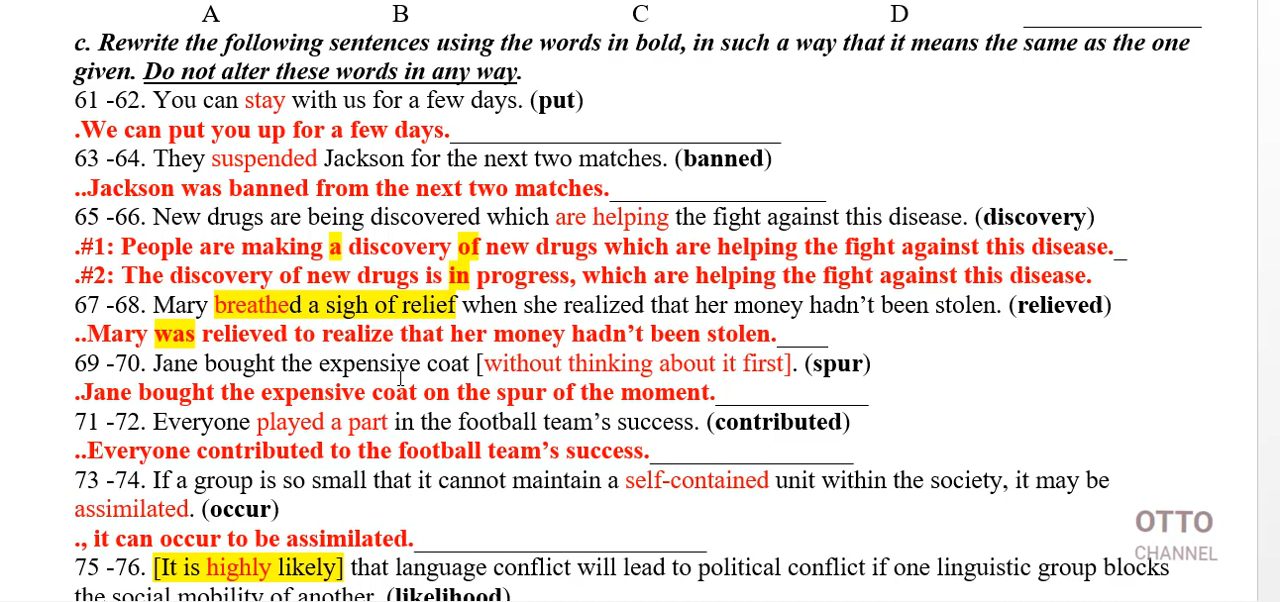 A B C D
c. Rewrite the following sentences using the words in bold, in such a way that it means the same as the one
given. Do not alter these words in any way.
61 -62. You can stay with us for a few days. (put)
.We can put you up for a few days.
63 -64. They suspended Jackson for the next two matches. (banned)
..Jackson was banned from the next two matches.
65 -66. New drugs are being discovered which are helping the fight against this disease. (discovery)
.#1: People are making a discovery of new drugs which are helping the fight against this disease.
.#2: The discovery of new drugs is in progress, which are helping the fight against this disease.
67 -68. Mary breathed a sigh of relief when she realized that her money hadn’t been stolen. (relieved)
..Mary was relieved to realize that her money hadn’t been stolen.
69 -70. Jane bought the expensive coat [without thinking about it first]. (spur)
.Jane bought the expensive coat on the spur of the moment.
71 -72. Everyone played a part in the football team’s success. (contributed)
..Everyone contributed to the football team’s success.
73 -74. If a group is so small that it cannot maintain a self-contained unit within the society, it may be
assimilated. (occur)
., it can occur to be assimilated.
OTTO
CHANNEL
75 -76. [It is highly likely] that language conflict will lead to political conflict if one linguistic group blocks
the social mobility of another. (likelihood)